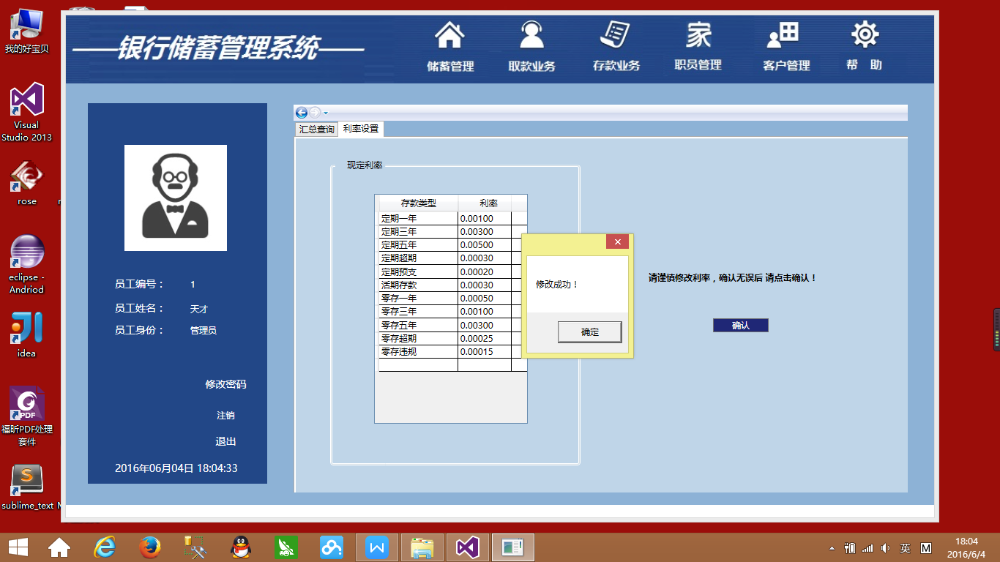 我的好宝贝
Visual
Studio 2013
rose
eclipse -
Andriod
idea
PDF
福昕PDF处理
套件
sublime_text
银行储蓄管理系统
储蓄管理
取款业务
存款业务
家
职员管理
客户管理
帮 助
员工编号： 1
员工姓名： 天才
员工身份： 管理员
修改密码
注销
退出
2016年06月04日 18:04:33
汇总查询 利率设置
现定利率
存款类型 利率
定期一年 0.00100
定期三年 0.00300
定期五年 0.00500
定期超期 0.00030
定期预支 0.00020
活期存款 0.00030
零存一年 0.00050
零存三年 0.00100
零存五年 0.00300
零存超期 0.00025
零存违规 0.00015
修改成功！
确定
请谨慎修改利率，确认无误后 请点击确认！
确认
英
M
18:04
2016/6/4